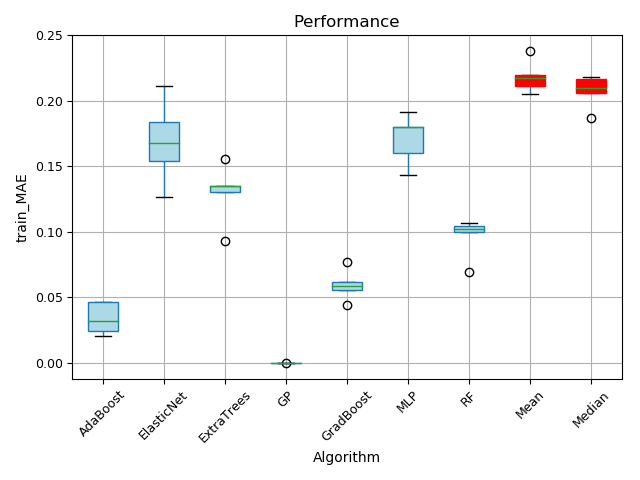 Performance
train_MAE
0.25
0.20
0.15
0.10
0.05
0.00
AdaBoost
ElasticNet
ExtraTrees
GP
GradBoost
MLP
RF
Mean
Median
Algorithm